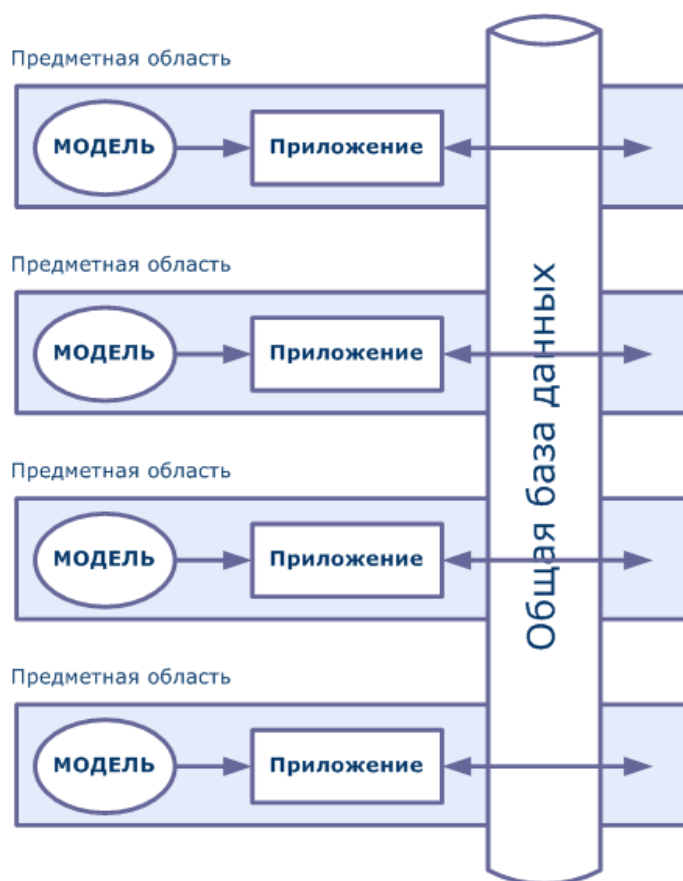 Предметная область
МОДЕЛЬ
Приложение
Предметная область
МОДЕЛЬ
Приложение
Предметная область
МОДЕЛЬ
Приложение
Предметная область
МОДЕЛЬ
Приложение
Общая база данных